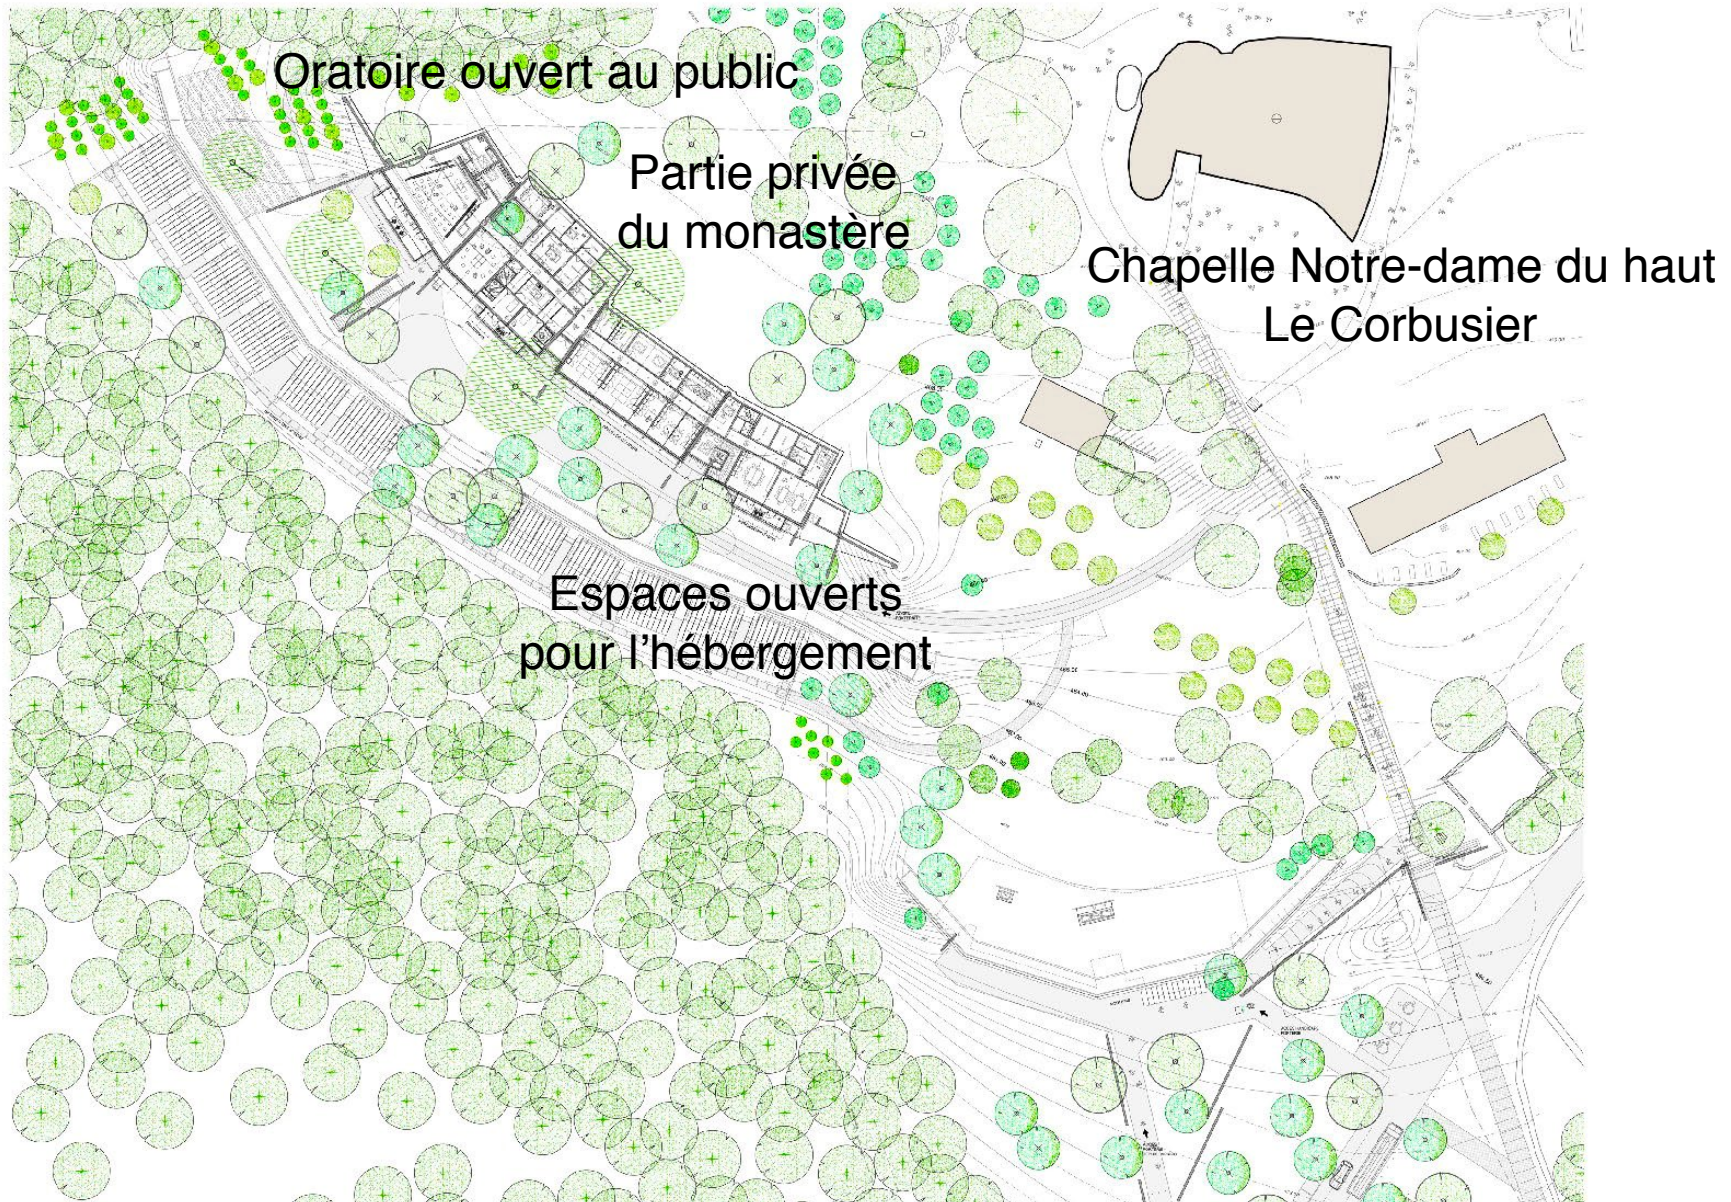 Oratoire ouvert au public
Partie privée
du monastère
Chapelle Notre-dame du haut
Le Corbusier
Espaces ouverts
pour l'hébergement